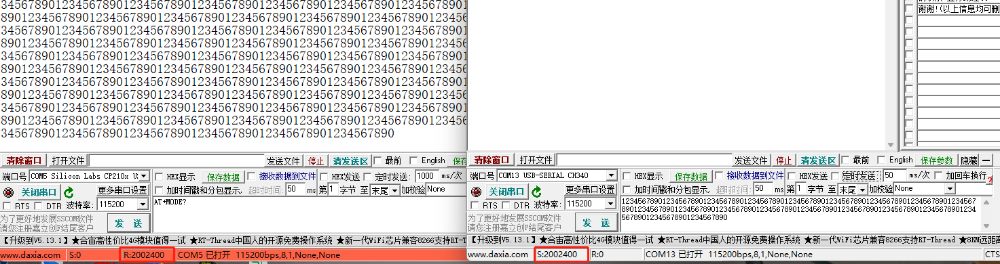 3456789012345678901234567890123456789012345678901234567890123456789012345678901
8901234567890123456789012345678901234567890123456789012345678901234567890123456
3456789012345678901234567890123456789012345678901234567890123456789012345678901
8901234567890123456789012345678901234567890123456789012345678901234567890123456
3456789012345678901234567890123456789012345678901234567890123456789012345678901
8901234567890123456789012345678901234567890123456789012345678901234567890123456
3456789012345678901234567890123456789012345678901234567890123456789012345678901
8901234567890123456789012345678901234567890123456789012345678901234567890123456
3456789012345678901234567890123456789012345678901234567890123456789012345678901
8901234567890123456789012345678901234567890123456789012345678901234567890123456
34567890123456789012345678901234567890123456789012345678901234567890
清除窗口 打开文件 发送文件 停止 清发送区 最前 English 保存
端口号 COM5 Silicon Labs CP210x U HEX显示 保存数据 接收数据到文件 HEX发送 定时发送: 1000 ms/次
关闭串口 更多串口设置 加时间戳和分包显示, 超时时间: 50 ms 第1 字节 至 末尾 加校验 None
RTS DTR 波特率: 115200
AT+MODE?
为了更好地发展SSCOM软件
请您注册嘉立创F结尾客户
发 送
【升级到V5.13.1】★合宙高性价比4G模块值得一试 ★RT-Thread中国人的开源免费操作系统 ★新一代WiFi芯片兼容8266支持RT-T
www.daxia.com S:0 R:2002400 COM5 已打开 115200bps,8,1,None,None
谢谢!(以上信息均可删
清除窗口 打开文件 发送文件 停止 清发送区 最前 English 保存参数 隐藏
端口号 COM13 USB-SERIAL CH340 HEX显示 保存数据 接收数据到文件 HEX发送 定时发送: 50 ms/次 加回车换行
关闭串口 更多串口设置 加时间戳和分包显示, 超时时间: 50 ms 第1 字节 至 末尾 加校验 None
RTS DTR 波特率: 115200
123456789012345678901234567890123456789012345678901234567890123456789012345678901234567
890123456789012345678901234567890123456789012345678901234567890123456789012345678901234
56789012345678901234567890
为了更好地发展SSCOM软件
请您注册嘉立创F结尾客户
发 送
【升级到V5.13.1】★合宙高性价比4G模块值得一试 ★RT-Thread中国人的开源免费操作系统 ★新一代WiFi芯片兼容8266支持RT-Thread ★8KM远距
www.daxia.com S:2002400 R:0 COM13 已打开 115200bps,8,1,None,None CTS